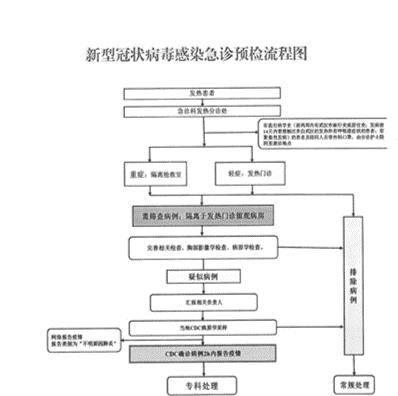 新型冠状病毒感染急诊预检流程图
发热患者
急诊科发热分诊处
重症：隔离抢救室
轻症：发热门诊
需筛查病例：隔离于发热门诊留观病房
完善相关检查、胸部影像学检查、病原学检查。
疑似病例
排除病例
汇报相关负责人
当地CDC病原学采样
网络报告疫情
报告类别为“不明原因肺炎”
CDC确诊病例2h内报告疫情
专科处理
常规处理